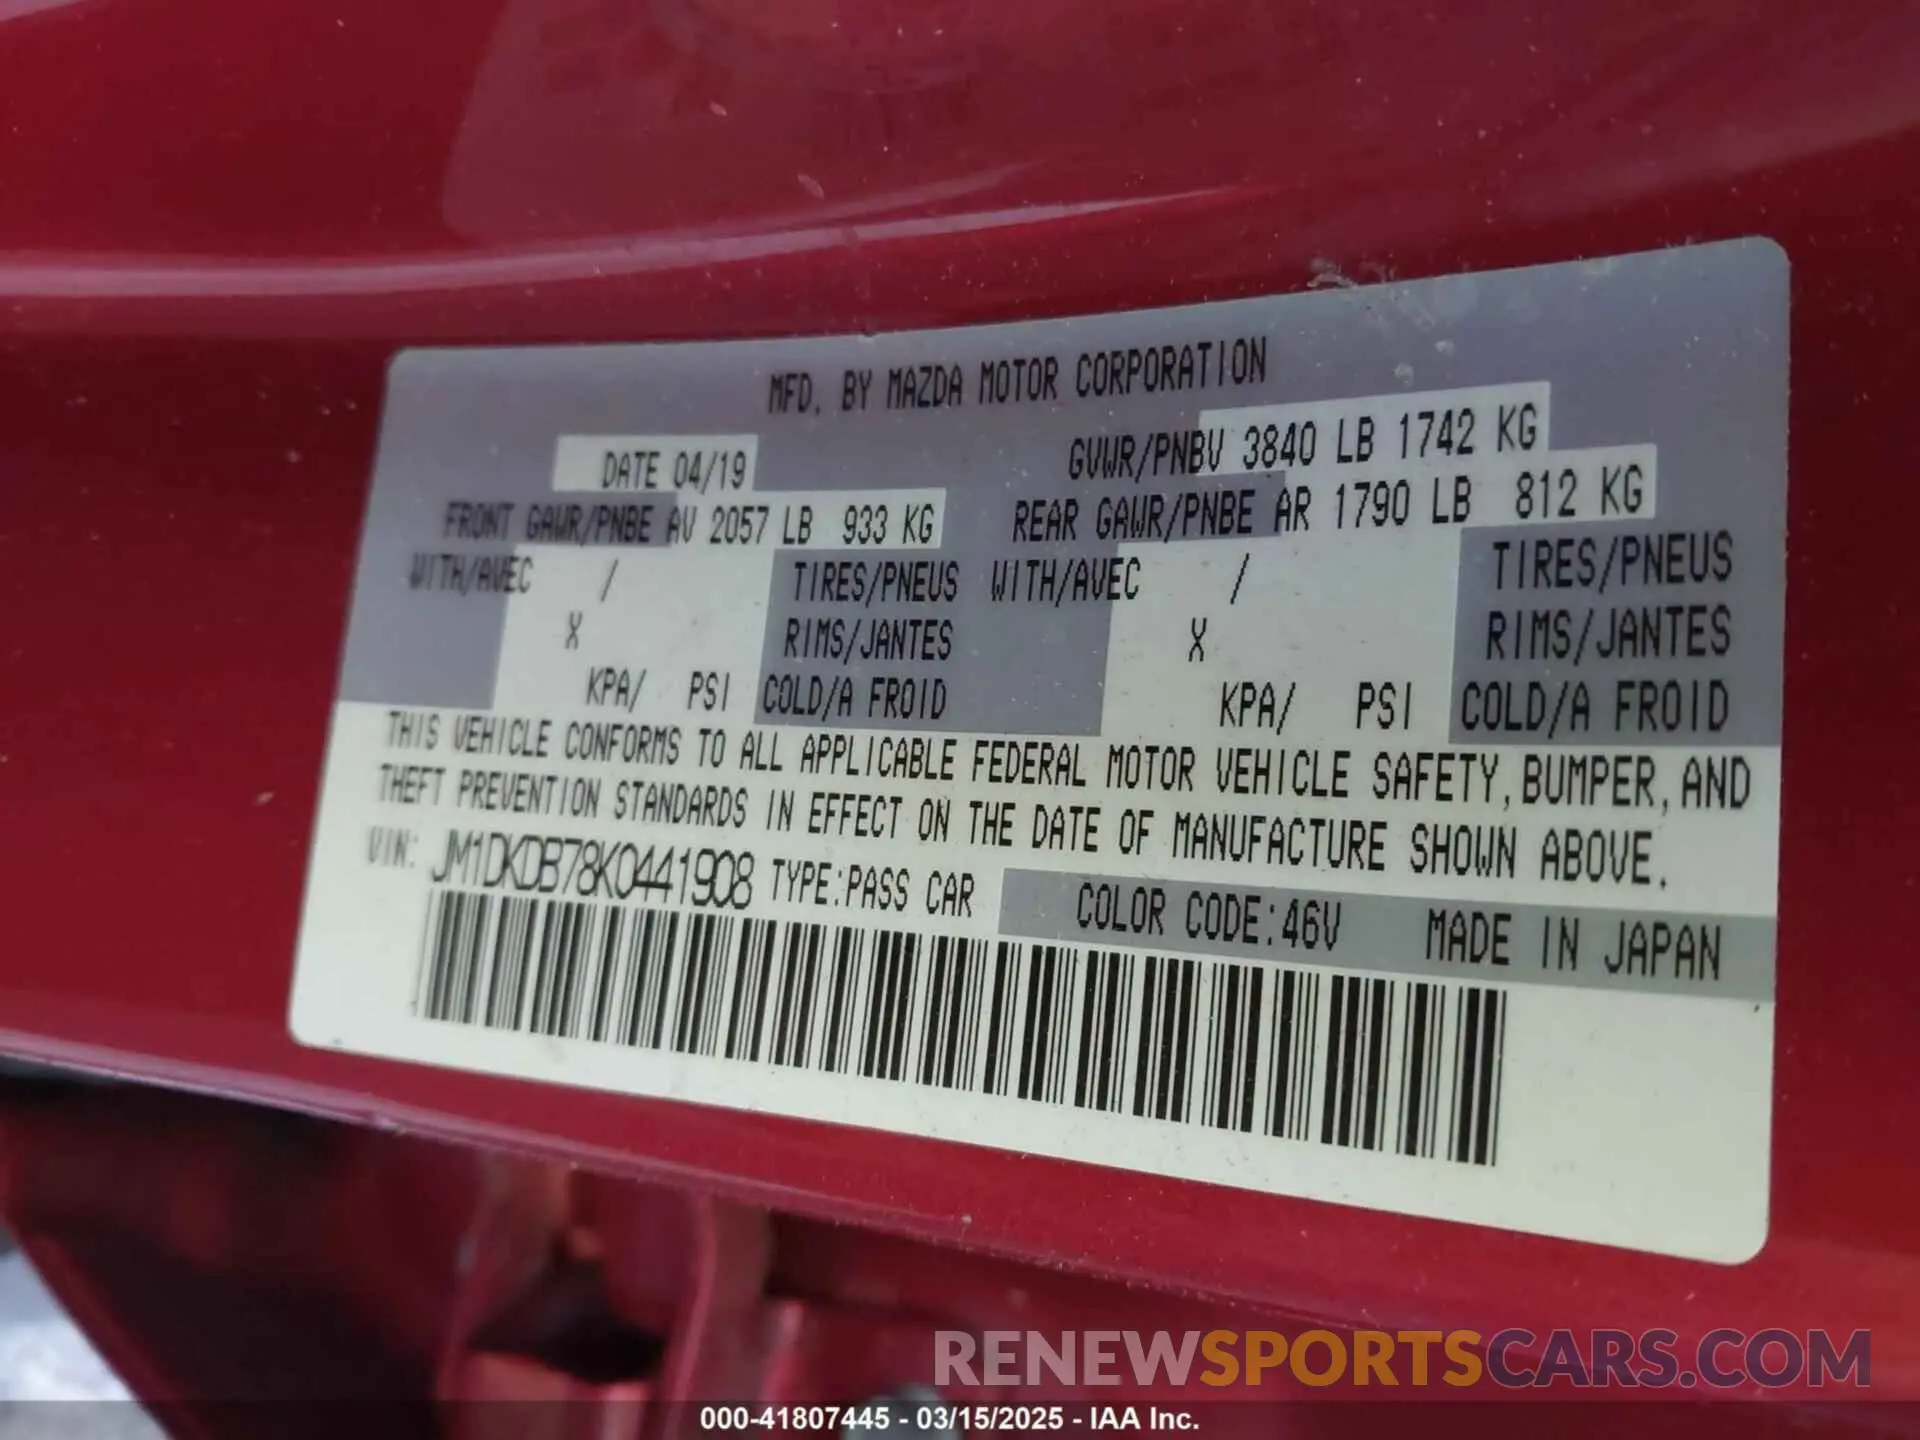 MFD. BY MAZDA MOTOR CORPORATION
DATE 04/19 GVWR/PNBV 3840 LB 1742 KG
FRONT GAWR/PNBE AV 2057 LB 933 KG REAR GAWR/PNBE AR 1790 LB 812 KG
WITH/AVEC / TIRES/PNEUS WITH/AVEC / TIRES/PNEUS
X RIMS/JANTES X RIMS/JANTES
KPA/ PSI COLD/A FROID KPA/ PSI COLD/A FROID
THIS VEHICLE CONFORMS TO ALL APPLICABLE FEDERAL MOTOR VEHICLE SAFETY, BUMPER, AND
THEFT PREVENTION STANDARDS IN EFFECT ON THE DATE OF MANUFACTURE SHOWN ABOVE.
VIN: JM1DKDB78K0441908 TYPE:PASS CAR COLOR CODE:46V MADE IN JAPAN
RENEWSPORTSCARS.COM
000-41807445 - 03/15/2025 - IAA Inc.